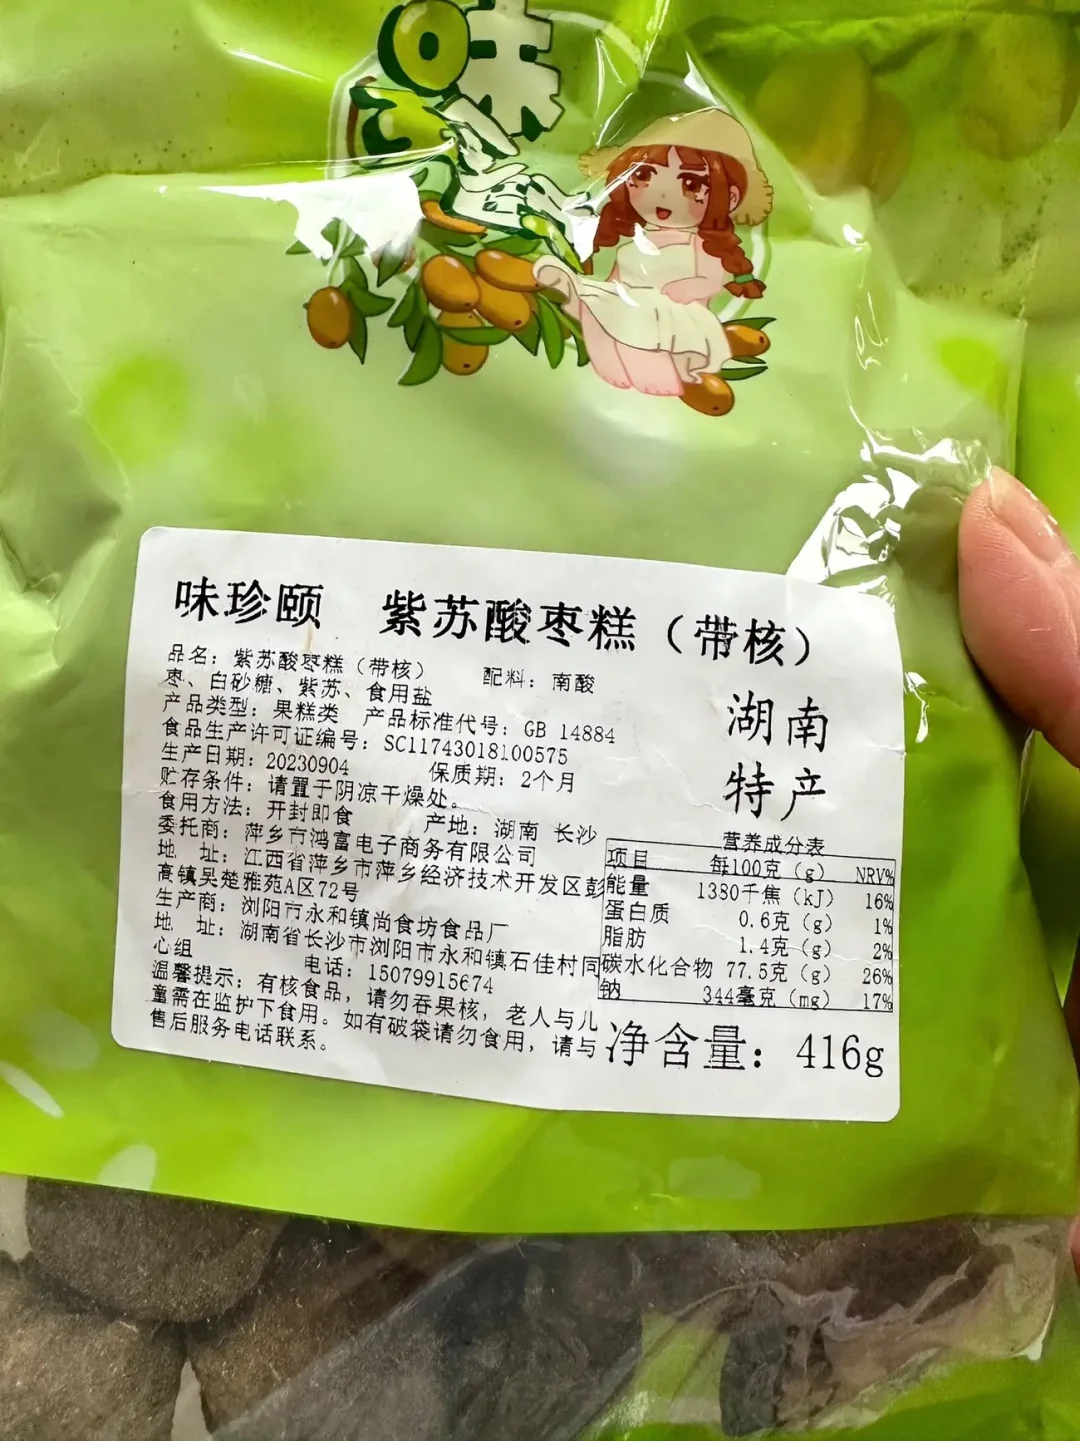 味
味珍颐 紫苏酸枣糕（带核）
品名：紫苏酸枣糕（带核） 配料：南酸
枣、白砂糖、紫苏、食用盐
产品类型：果糕类 产品标准代号：GB 14884
食品生产许可证编号：SC11743018100575
生产日期：20230904 保质期：2个月
贮存条件：请置于阴凉干燥处。
食用方法：开封即食 产地：湖南 长沙
委托商：萍乡市鸿富电子商务有限公司
地 址：江西省萍乡市萍乡经济技术开发区彭
高镇吴楚雅苑A区72号
生产商：浏阳市永和镇尚食坊食品厂
地 址：湖南省长沙市浏阳市永和镇石佳村同
心组 电话：15079915674
温馨提示：有核食品，请勿吞果核，老人与儿
童需在监护下食用。如有破袋请勿食用，请与
售后服务电话联系。
湖南
特产
营养成分表
项目 每100克（g） NRV%
能量 1380千焦（kJ） 16%
蛋白质 0.6克（g） 1%
脂肪 1.4克（g） 2%
碳水化合物 77.5克（g） 26%
钠 344毫克（mg） 17%
净含量：416g